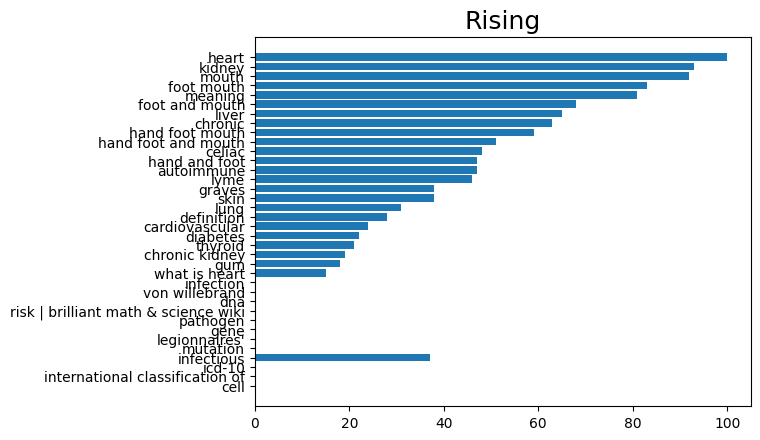 Rising
heart
kidney
mouth
foot mouth
meaning
foot and mouth
liver
chronic
hand foot mouth
hand foot and mouth
celiac
hand and foot
autoimmune
lyme
graves
skin
lung
definition
cardiovascular
diabetes
thyroid
chronic kidney
gum
what is heart
infection
von willebrand
dna
risk | brilliant math & science wiki
pathogen
gene
legionnaires'
mutation
infectious
icd-10
international classification of
cell
0 20 40 60 80 100